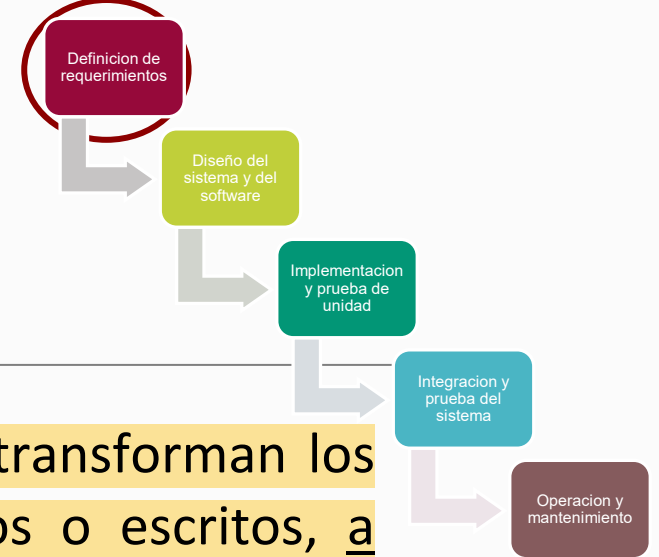 Definicion de
requerimientos
Diseño del
sistema y del
software
Implementacion
y prueba de
unidad
Integracion y
prueba del
sistema
transforman los
os o escritos, a
Operacion y
mantenimiento